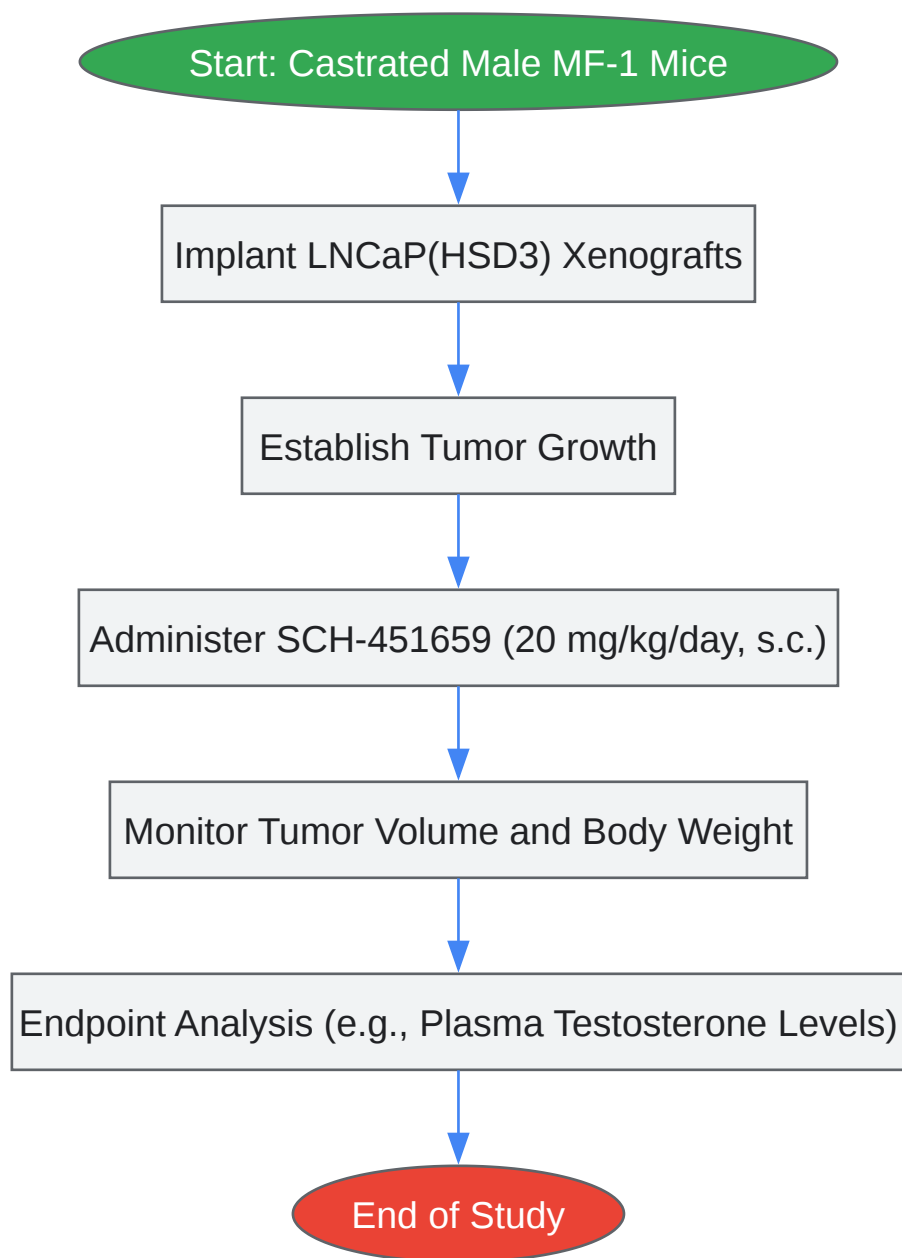 Start: Castrated Male MF-1 Mice
Implant LNCaP(HSD3) Xenografts
Establish Tumor Growth
Administer SCH-451659 (20 mg/kg/day, s.c.)
Monitor Tumor Volume and Body Weight
Endpoint Analysis (e.g., Plasma Testosterone Levels)
End of Study